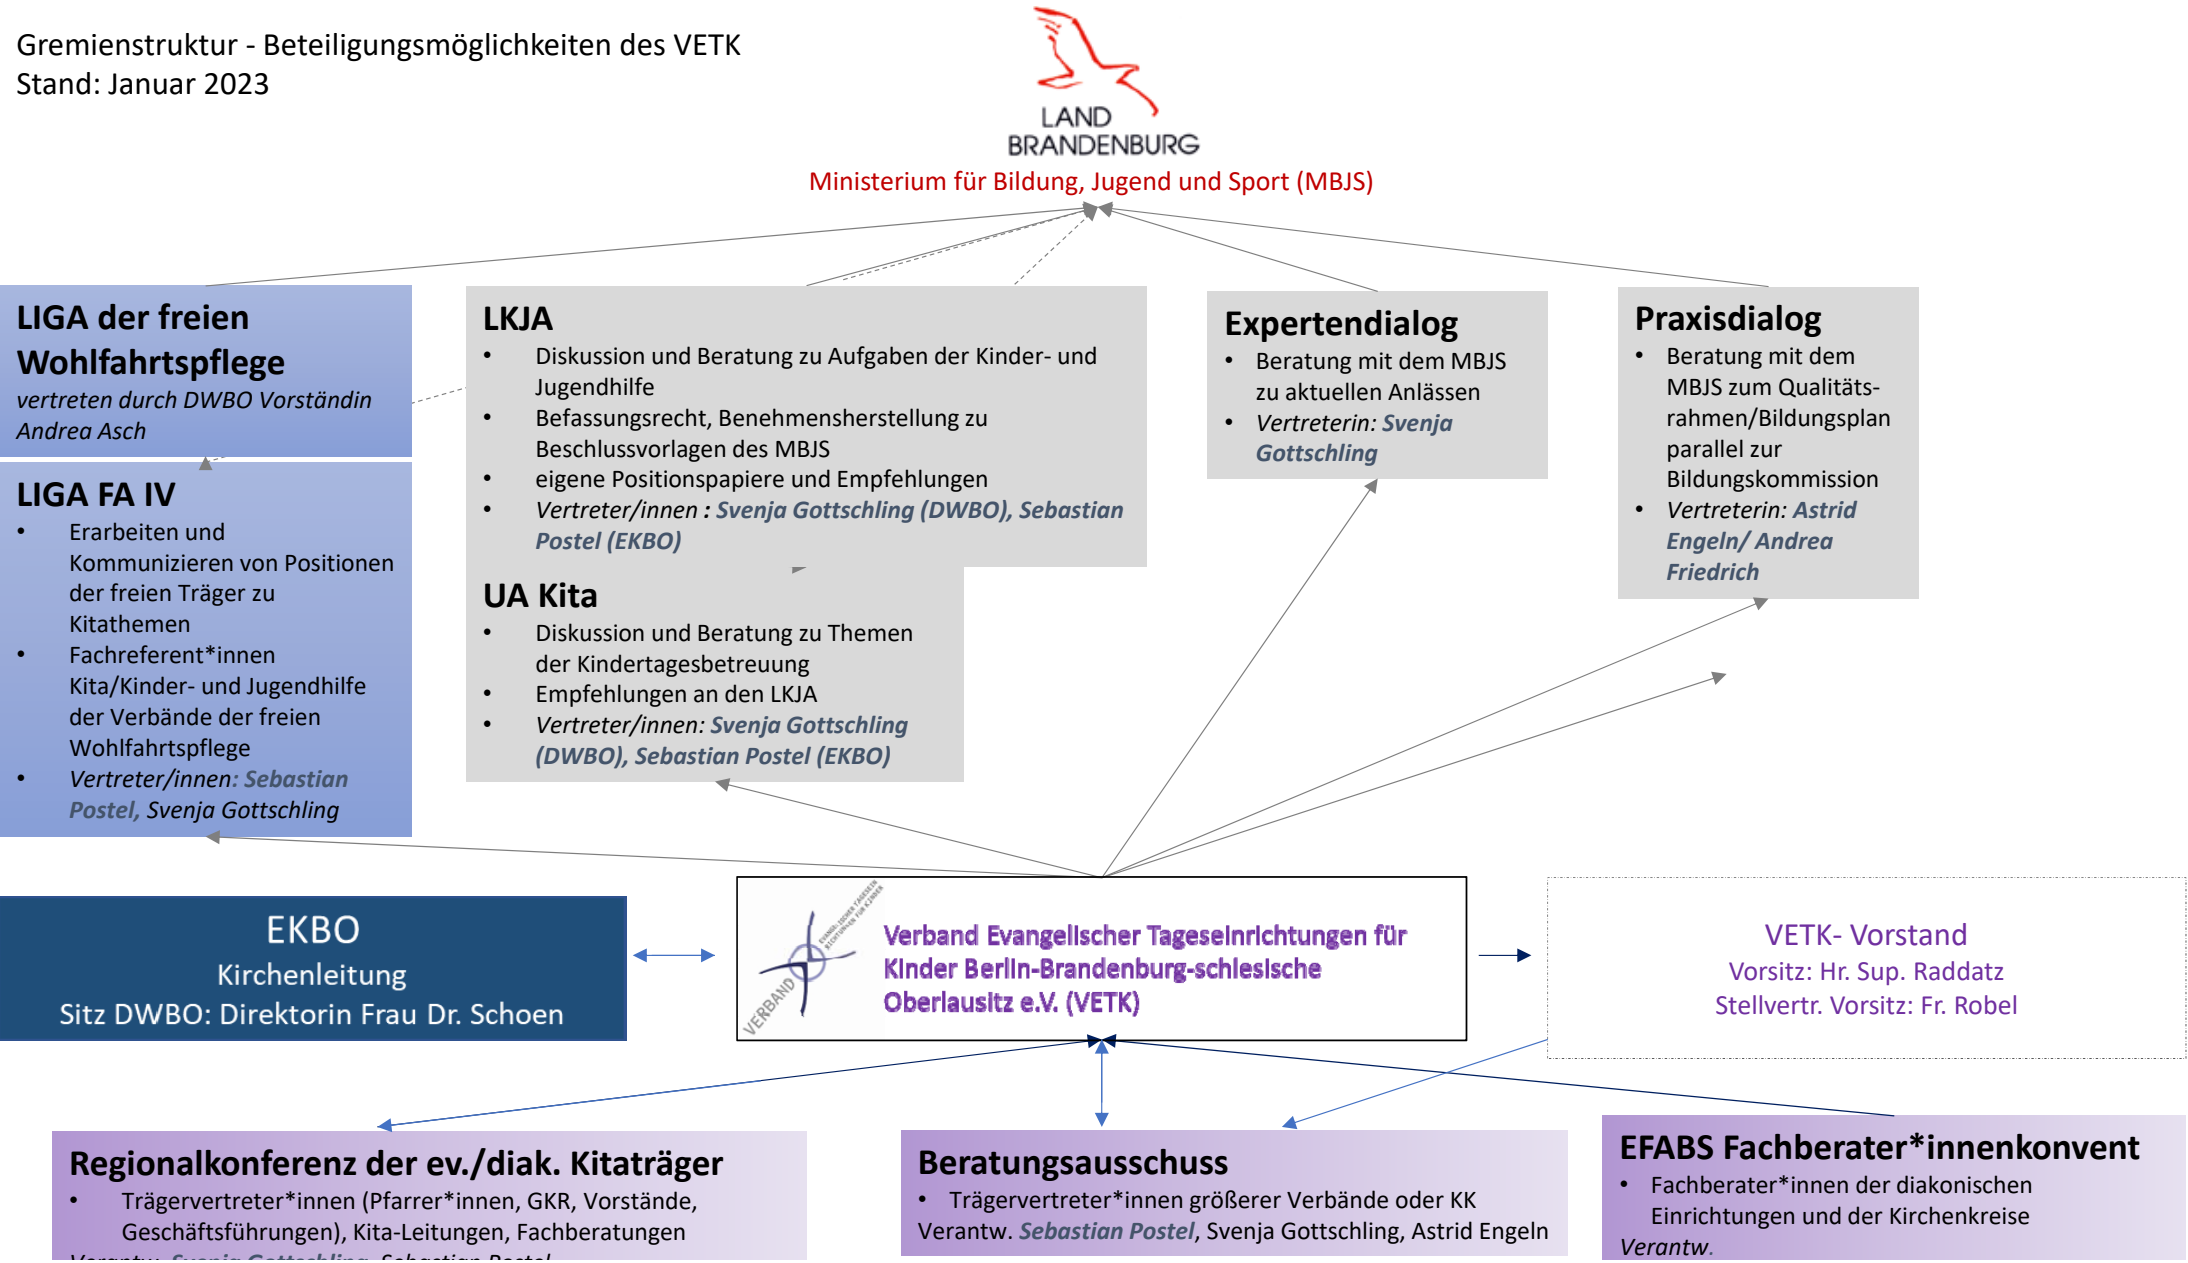 Gremienstruktur - Beteiligungsmöglichkeiten des VETK
Stand: Januar 2023
LAND
BRANDENBURG
Ministerium für Bildung, Jugend und Sport (MBJS)
LIGA der freien
Wohlfahrtspflege
vertreten durch DWBO Vorständin
Andrea Asch
LIGA FA IV
• Erarbeiten und
Kommunizieren von Positionen
der freien Träger zu
Kitathemen
• Fachreferent*innen
Kita/Kinder- und Jugendhilfe
der Verbände der freien
Wohlfahrtspflege
• Vertreter/innen: Sebastian
Postel, Svenja Gottschling
LKJA
• Diskussion und Beratung zu Aufgaben der Kinder- und
Jugendhilfe
• Befassungsrecht, Benehmensherstellung zu
Beschlussvorlagen des MBJS
• eigene Positionspapiere und Empfehlungen
• Vertreter/innen : Svenja Gottschling (DWBO), Sebastian
Postel (EKBO)
UA Kita
• Diskussion und Beratung zu Themen
der Kindertagesbetreuung
• Empfehlungen an den LKJA
• Vertreter/innen: Svenja Gottschling
(DWBO), Sebastian Postel (EKBO)
Expertendialog
• Beratung mit dem MBJS
zu aktuellen Anlässen
• Vertreterin: Svenja
Gottschling
Praxisdialog
• Beratung mit dem
MBJS zum Qualitäts-
rahmen/Bildungsplan
parallel zur
Bildungskommission
• Vertreterin: Astrid
Engeln/ Andrea
Friedrich
EKBO
Kirchenleitung
Sitz DWBO: Direktorin Frau Dr. Schoen
VERBAND
EVANGELISCHER TAGESEIN
RICHTUNGEN FÜR KINDER
Verband Evangelischer Tageseinrichtungen für
Kinder Berlin-Brandenburg-schlesische
Oberlausitz e.V. (VETK)
VETK- Vorstand
Vorsitz: Hr. Sup. Raddatz
Stellvertr. Vorsitz: Fr. Robel
Regionalkonferenz der ev./diak. Kitaträger
• Trägervertreter*innen (Pfarrer*innen, GKR, Vorstände,
Geschäftsführungen), Kita-Leitungen, Fachberatungen
Verantw. Svenja Gottschling, Sebastian Postel
Beratungsausschuss
• Trägervertreter*innen größerer Verbände oder KK
Verantw. Sebastian Postel, Svenja Gottschling, Astrid Engeln
EFABS Fachberater*innenkonvent
• Fachberater*innen der diakonischen
Einrichtungen und der Kirchenkreise
Verantw.